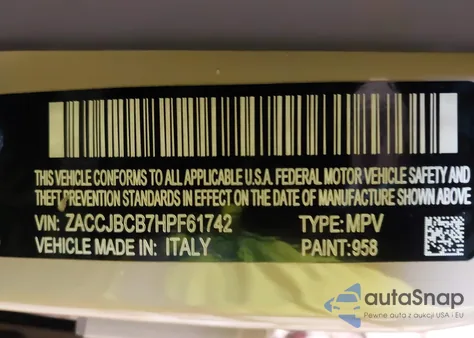 THIS VEHICLE CONFORMS TO ALL APPLICABLE U.S.A. FEDERAL MOTOR VEHICLE SAFETY AND
THEFT PREVENTION STANDARDS IN EFFECT ON THE DATE OF MANUFACTURE SHOWN ABOVE
VIN: ZACCJBCB7HPF61742 TYPE: MPV
VEHICLE MADE IN: ITALY PAINT: 958
autoSnap
Pewne auta z aukcji USA i EU